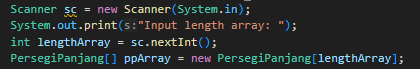 Scanner sc = new Scanner(System.in);
System.out.print(s:"Input length array: ");
int lengthArray = sc.nextInt();
PersegiPanjang[] ppArray = new PersegiPanjang[lengthArray];